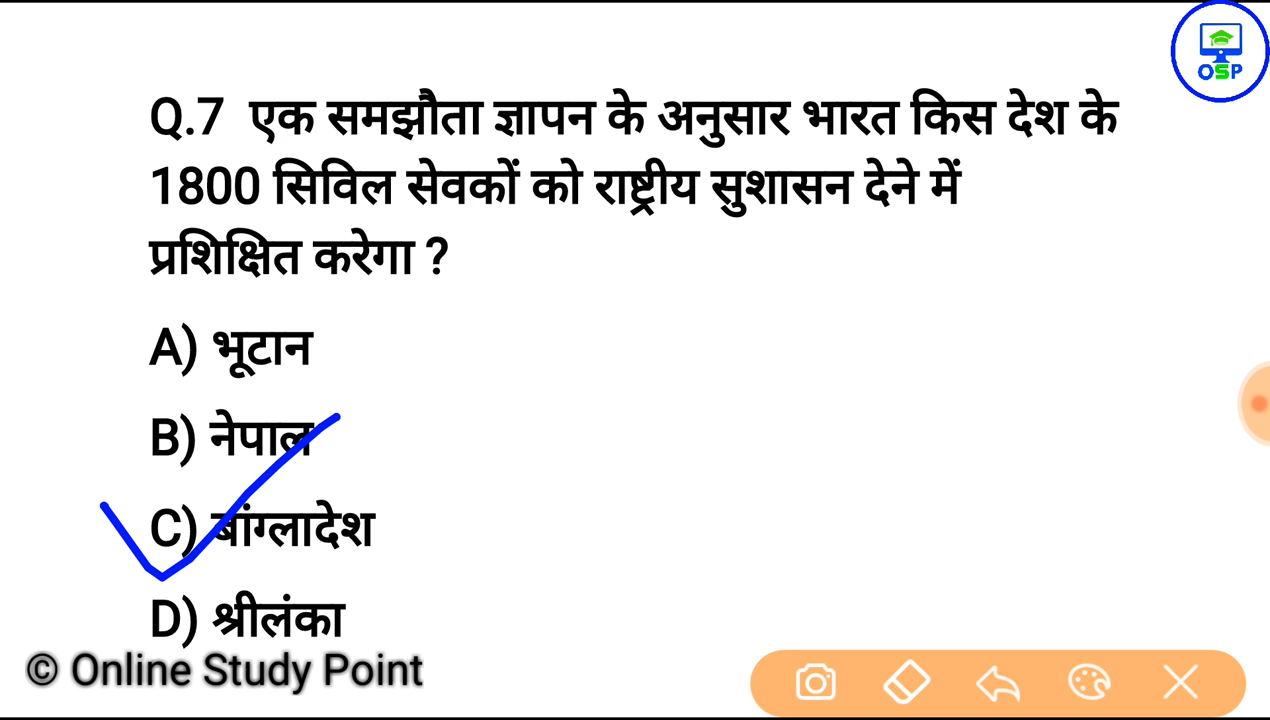 OSP
Q.7 एक समझौता ज्ञापन के अनुसार भारत किस देश के
1800 सिविल सेवकों को राष्ट्रीय सुशासन देने में
प्रशिक्षित करेगा ?
A) भूटान
B) नेपाल
C) बांग्लादेश
D) श्रीलंका
© Online Study Point